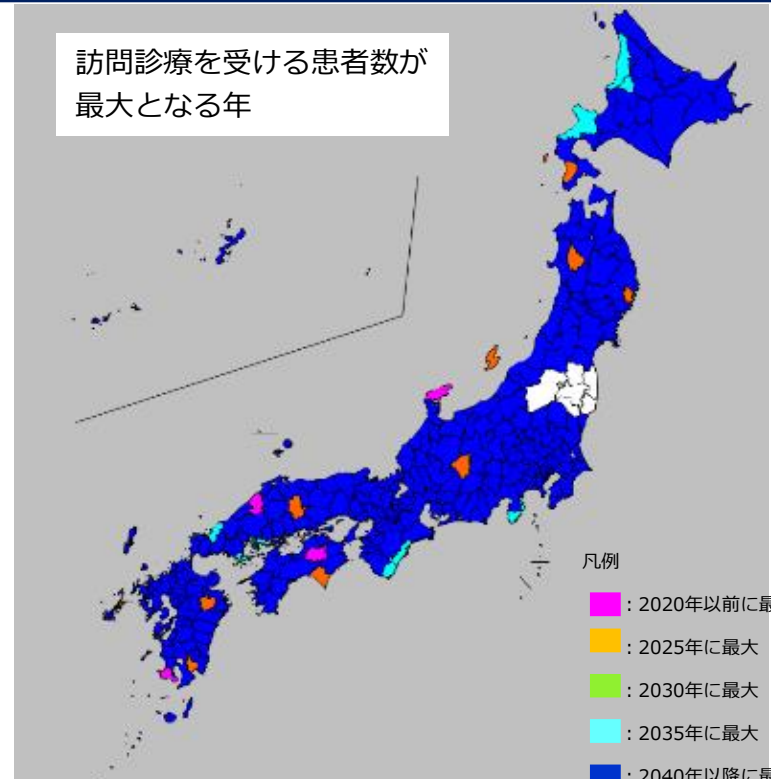 訪問診療を受ける患者数が
最大となる年
凡例
：2020年以前に最
：2025年に最大
：2030年に最大
：2035年に最大
：2040年以降に最